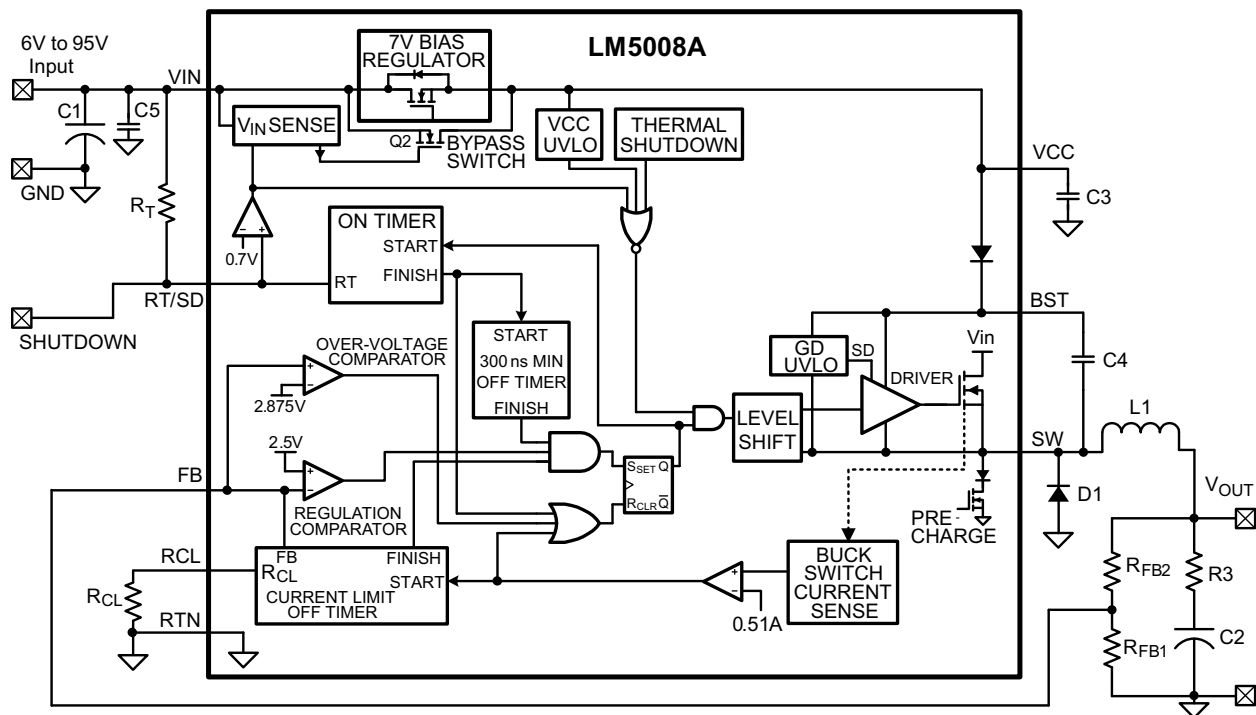 LM5008A
6V to 95V
Input
VIN
C1
C5
GND
RT
7V BIAS
REGULATOR
VIN SENSE
Q2
BYPASS
SWITCH
VCC
UVLO
THERMAL
SHUTDOWN
VCC
C3
0.7V
ON TIMER
START
FINISH
RT
RT/SD
SHUTDOWN
START
300 ns MIN
OFF TIMER
FINISH
OVER-VOLTAGE
COMPARATOR
+
−
2.875V
2.5V
+
−
REGULATION
COMPARATOR
FB
SSET Q
RCLR Q̅
LEVEL
SHIFT
GD
UVLO
SD
DRIVER
Vin
BST
C4
SW
L1
D1
PRE-
CHARGE
VOUT
RFB2
R3
RFB1
C2
BUCK
SWITCH
CURRENT
SENSE
+
−
0.51A
FB
RCL
FINISH
START
CURRENT LIMIT
OFF TIMER
RCL
RCL
RTN
−
+